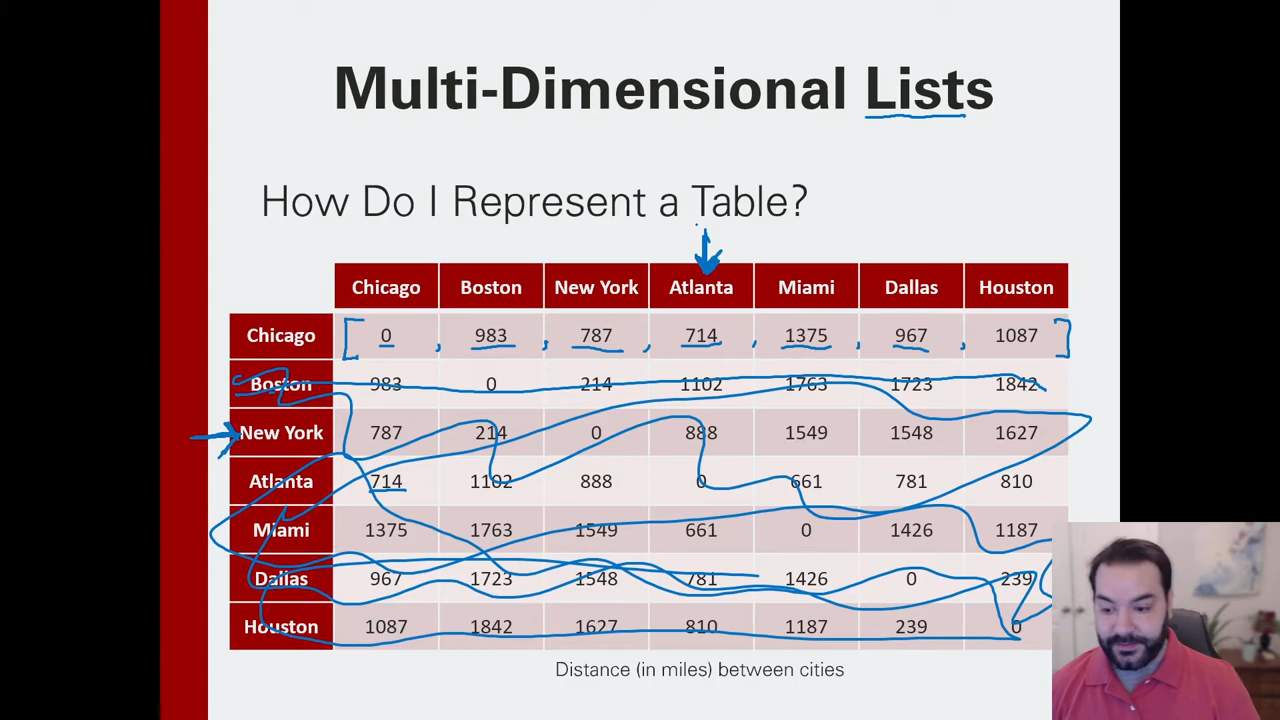 Multi-Dimensional Lists
How Do I Represent a Table?
Chicago Boston New York Atlanta Miami Dallas Houston
Chicago [ 0 , 983 , 787 , 714 , 1375 , 967 , 1087 ]
Boston 983 0 214 1102 1763 1723 1842
New York 787 214 0 888 1549 1548 1627
Atlanta 714 1102 888 0 661 781 810
Miami 1375 1763 1549 661 0 1426 1187
Dallas 967 1723 1548 781 1426 0 239
Houston 1087 1842 1627 810 1187 239 0
Distance (in miles) between cities